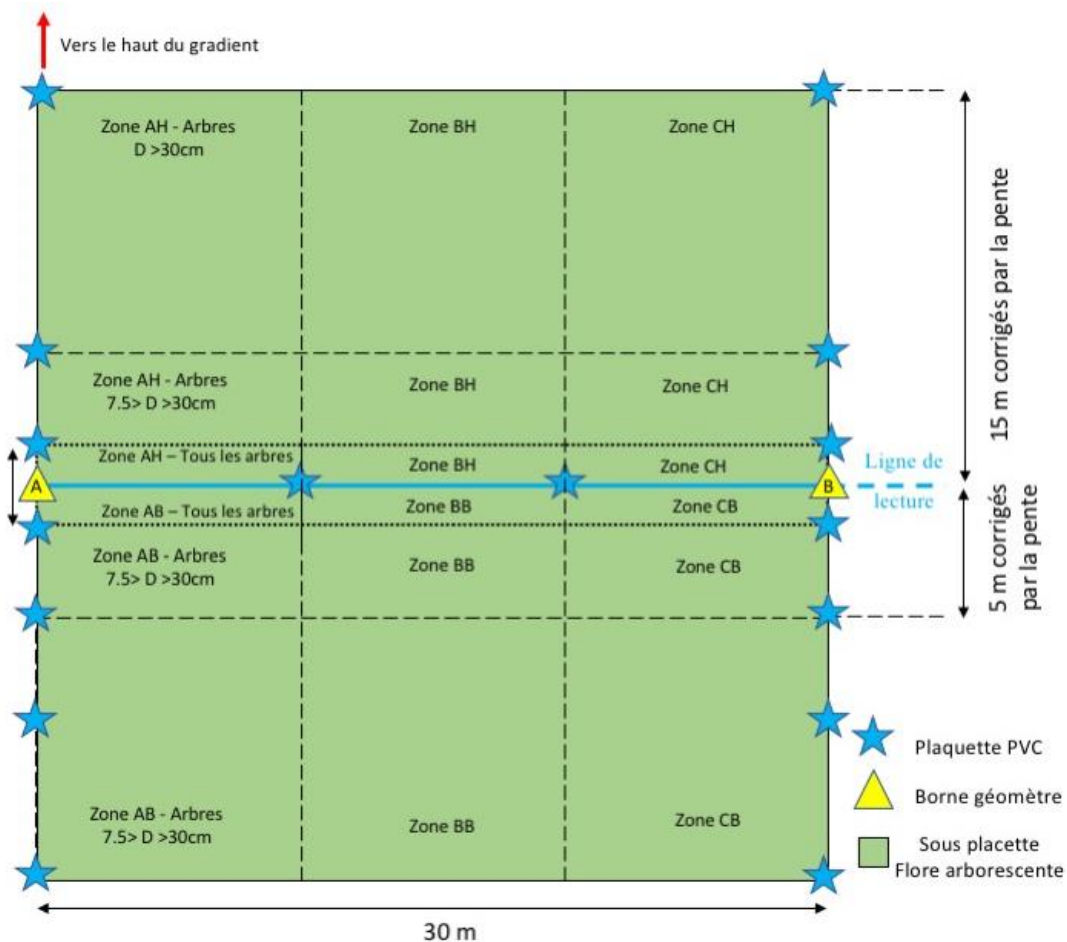 Vers le haut du gradient
Zone AH - Arbres
D >30cm
Zone BH
Zone CH
15 m corrigés par la pente
Zone AH - Arbres
7.5> D >30cm
Zone BH
Zone CH
Zone AH – Tous les arbres
Zone BH
Zone CH
Ligne de
lecture
A
B
Zone AB – Tous les arbres
Zone BB
Zone CB
5 m corrigés
par la pente
Zone AB - Arbres
7.5> D >30cm
Zone BB
Zone CB
Plaquette PVC
Borne géomètre
Sous placette
Flore arborescente
Zone AB - Arbres
7.5> D >30cm
Zone BB
Zone CB
30 m